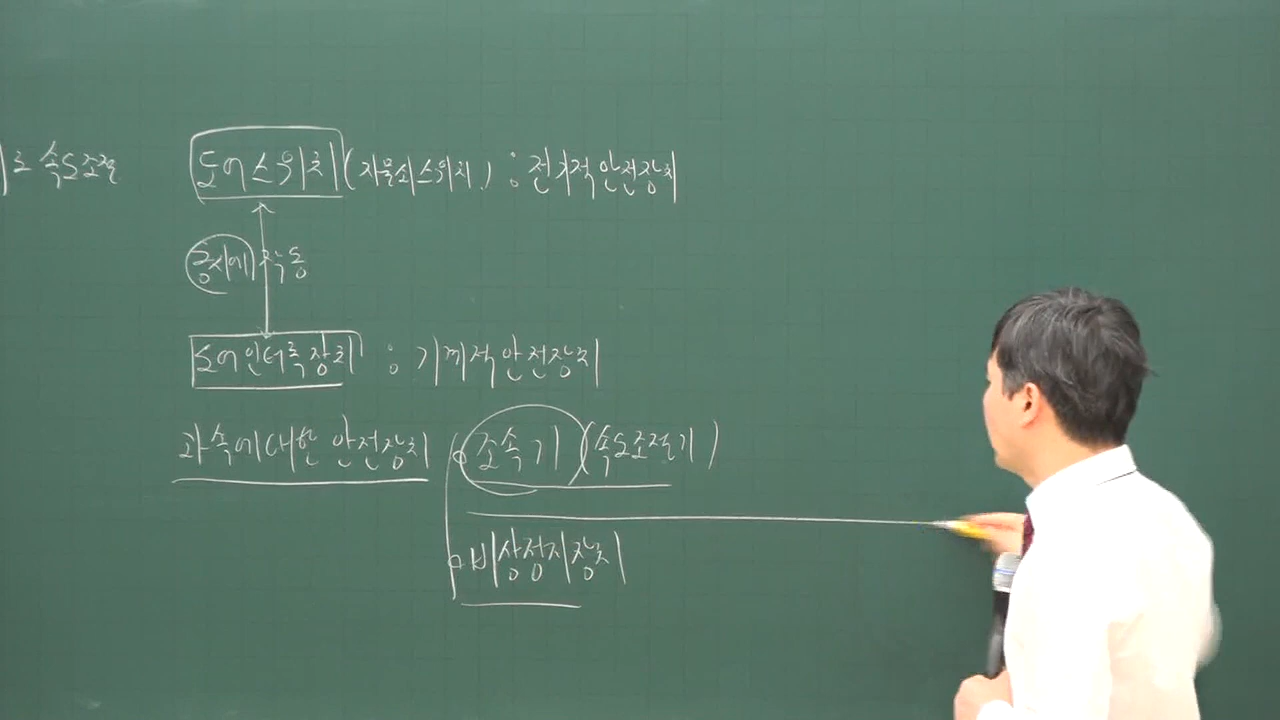 로 속도조절
도어스위치 (자물쇠스위치) : 전기적안전장치
동시에 작동
도어인터록장치 : 기계적안전장치
과속에대한 안전장치 조속기 (속도조절기)
비상정지장치